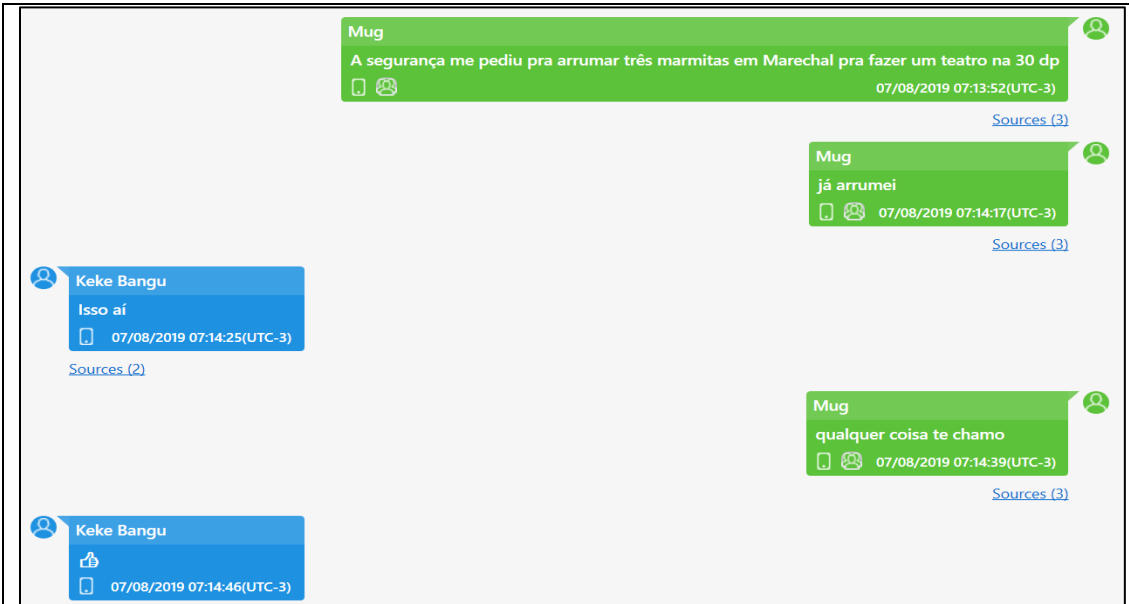 Mug
A segurança me pediu pra arrumar três marmitas em Marechal pra fazer um teatro na 30 dp
07/08/2019 07:13:52(UTC-3)
Sources (3)
Mug
já arrumei
07/08/2019 07:14:17(UTC-3)
Sources (3)
Keke Bangu
Isso aí
07/08/2019 07:14:25(UTC-3)
Sources (2)
Mug
qualquer coisa te chamo
07/08/2019 07:14:39(UTC-3)
Sources (3)
Keke Bangu
👍
07/08/2019 07:14:46(UTC-3)